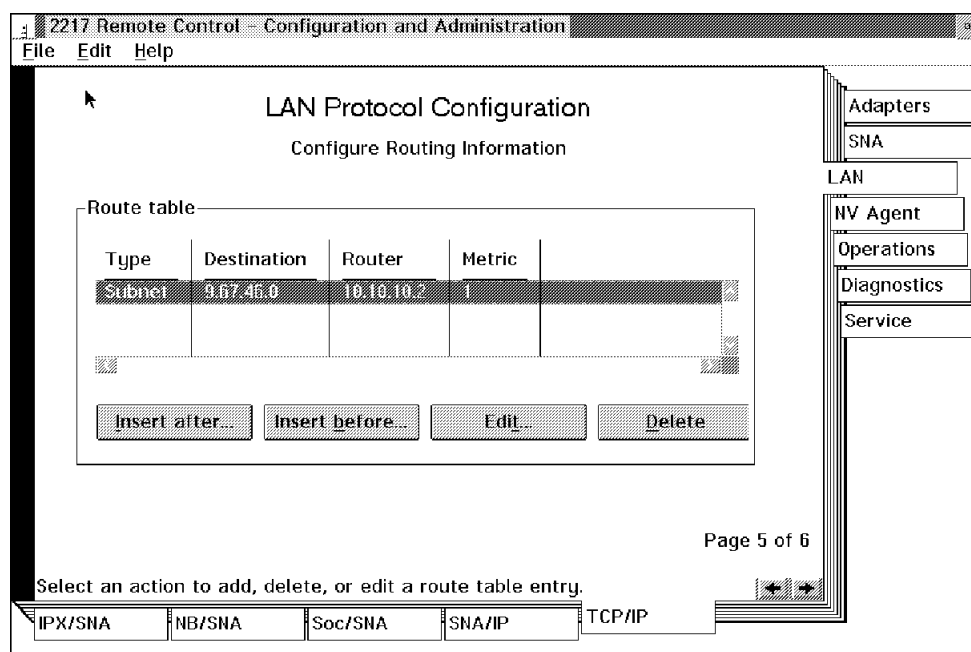 2217 Remote Control - Configuration and Administration
File Edit Help
LAN Protocol Configuration
Configure Routing Information
Route table
Type Destination Router Metric
Subnet 9.67.46.0 10.10.10.2 1
Insert after... Insert before... Edit... Delete
Page 5 of 6
Select an action to add, delete, or edit a route table entry.
IPX/SNA NB/SNA Soc/SNA SNA/IP TCP/IP
Adapters
SNA
LAN
NV Agent
Operations
Diagnostics
Service